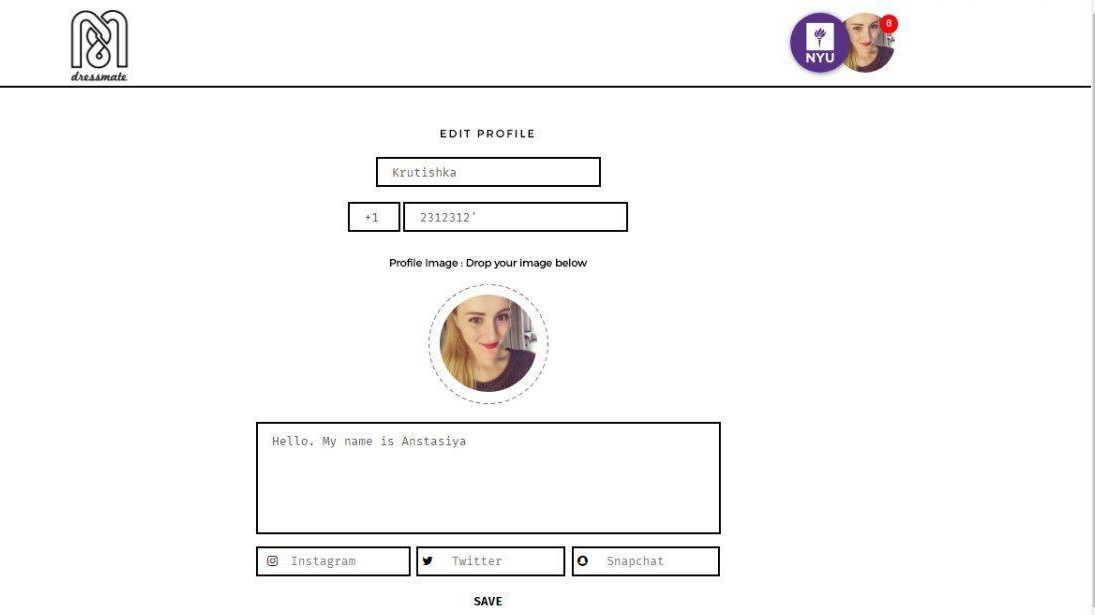 dressmate
NYU
0
EDIT PROFILE
Krutishka
+1 2312312'
Profile Image : Drop your image below
Hello. My name is Anstasiya
Instagram Twitter Snapchat
SAVE